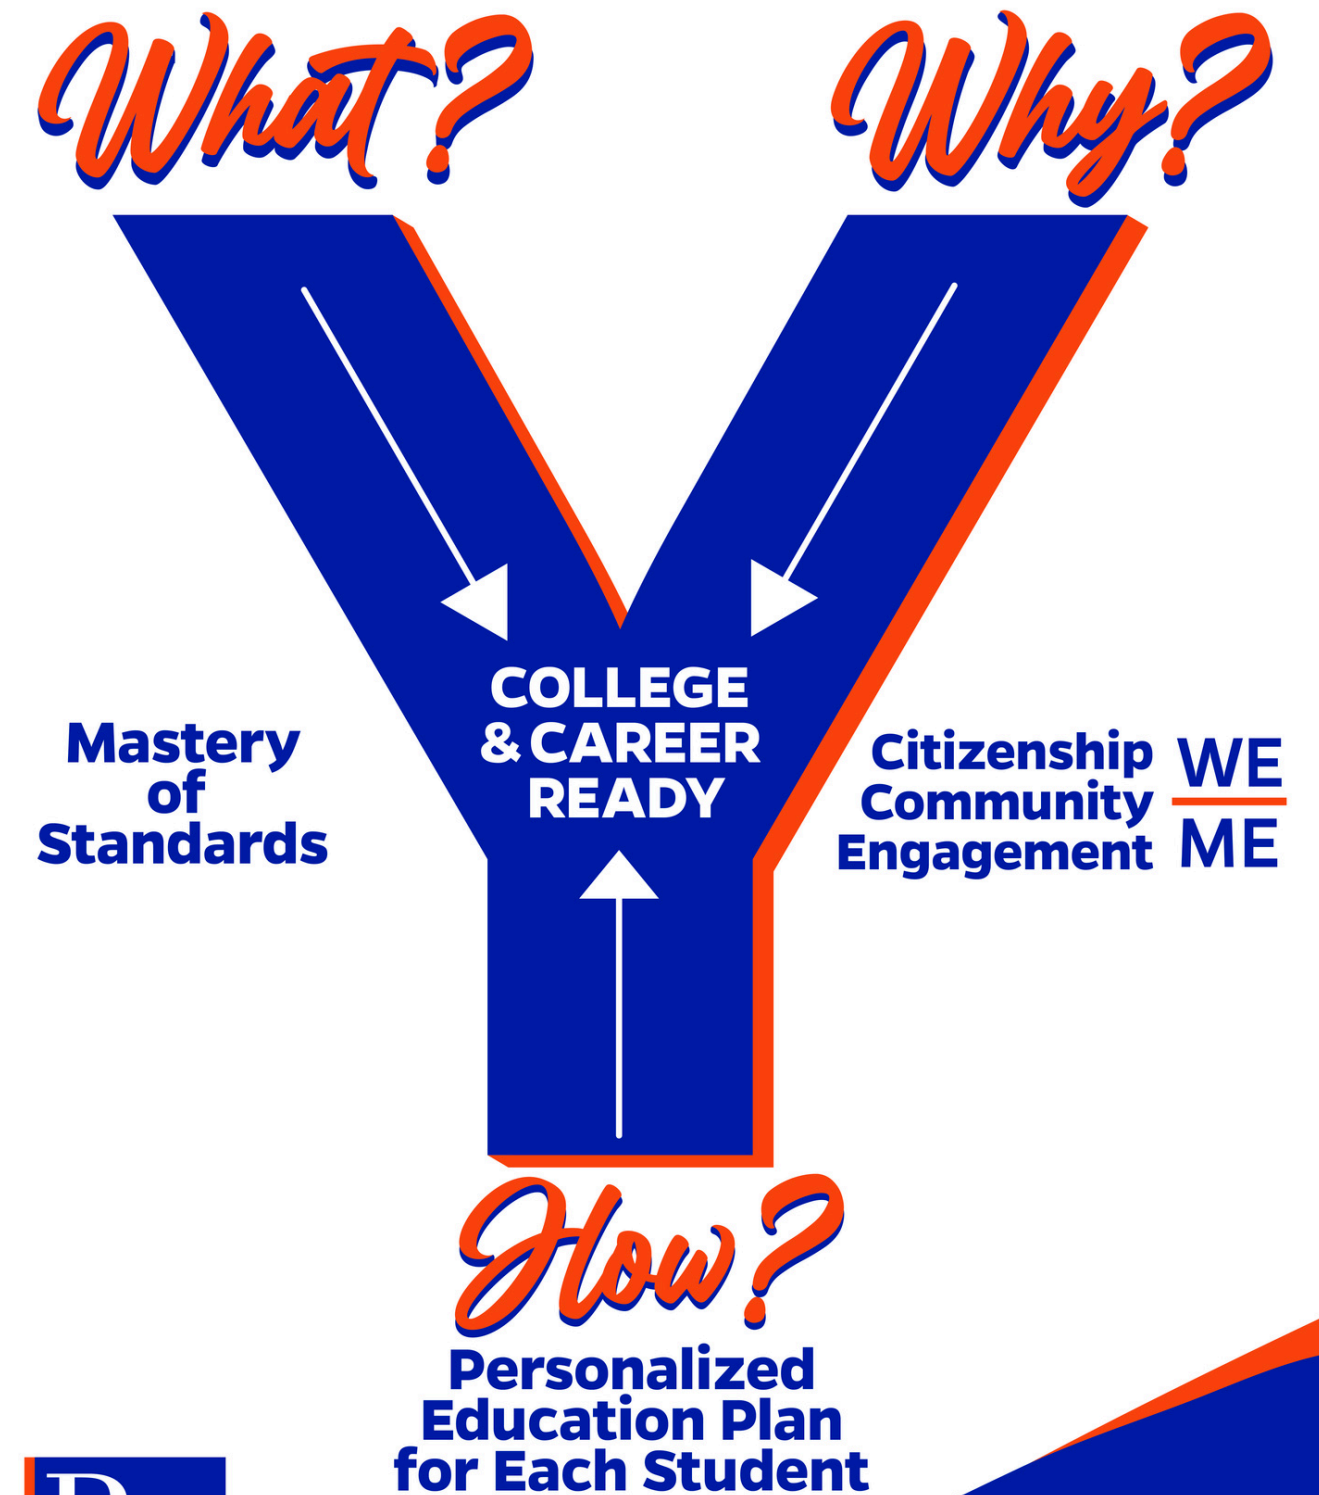 What?
Why?
COLLEGE
& CAREER
READY
Mastery
of
Standards
Citizenship
Community
Engagement
WE
ME
How?
Personalized
Education Plan
for Each Student